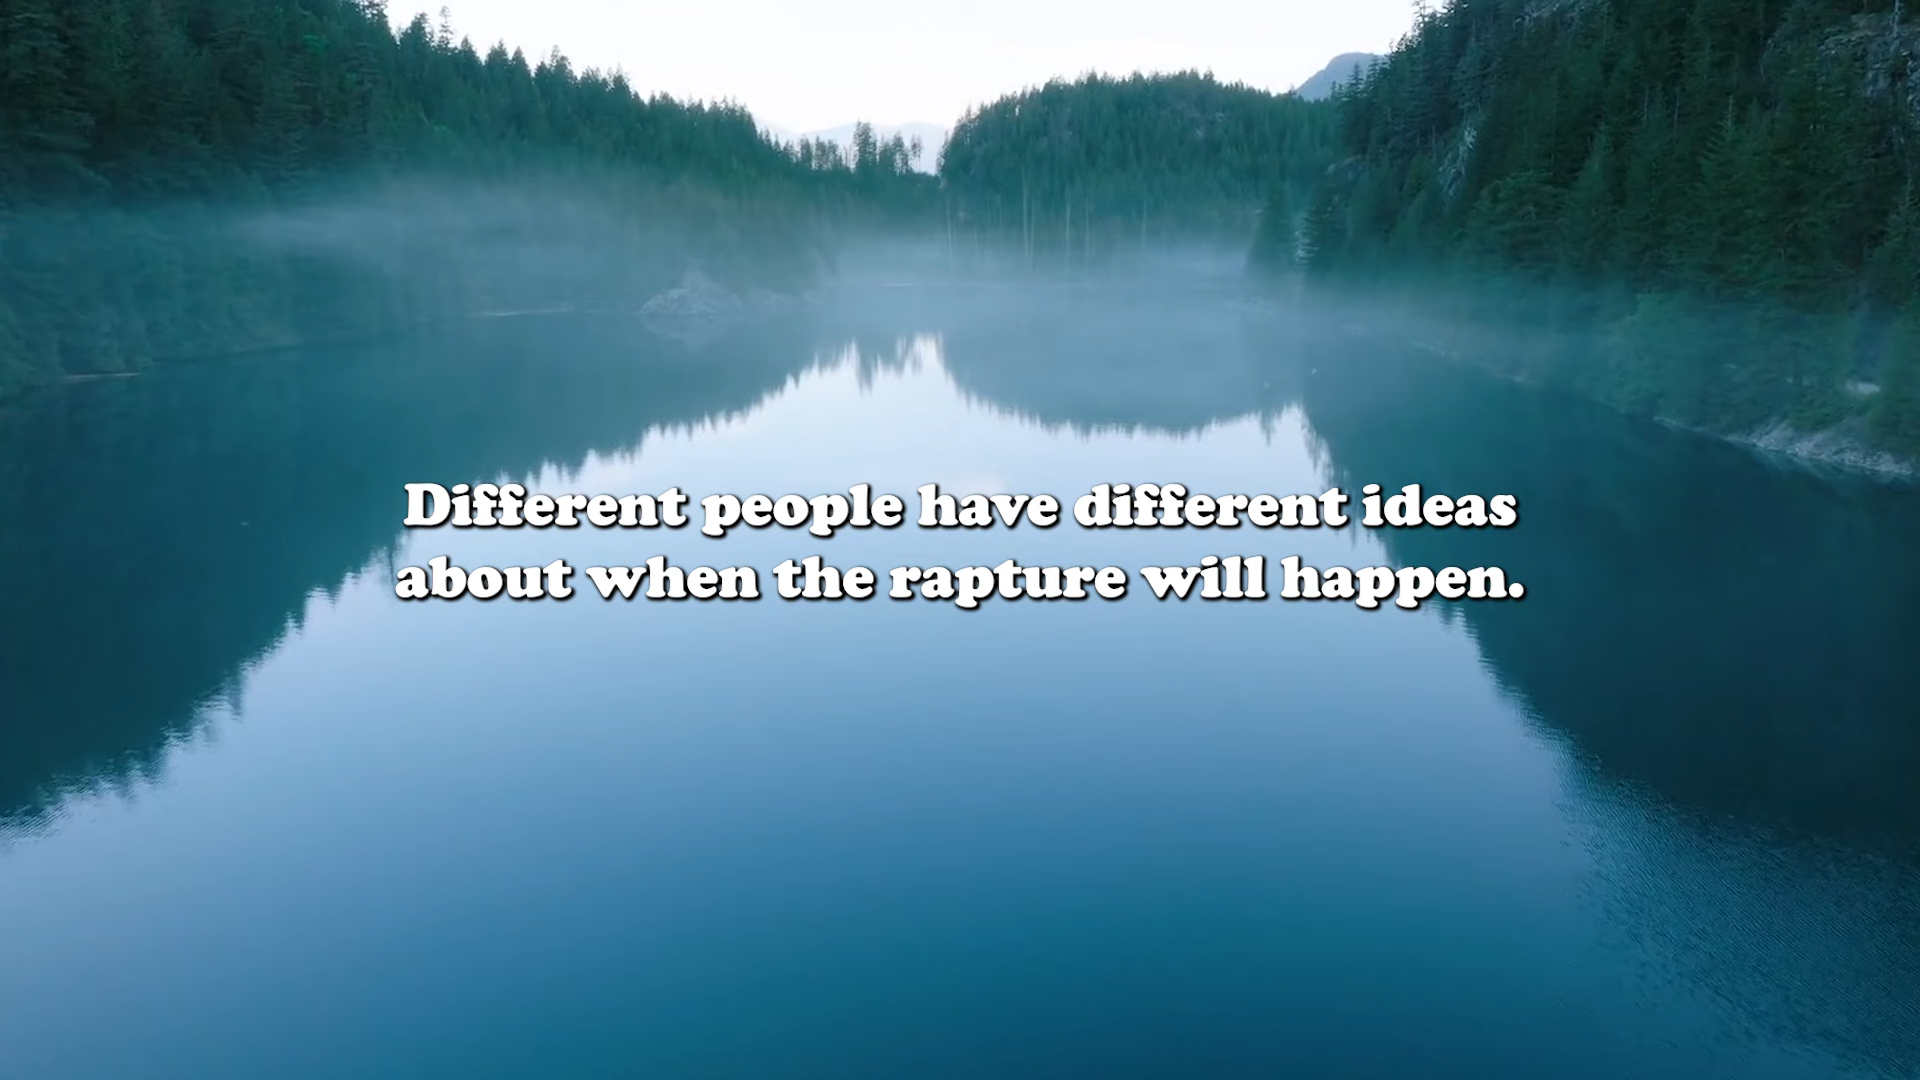 Different people have different ideas
about when the rapture will happen.